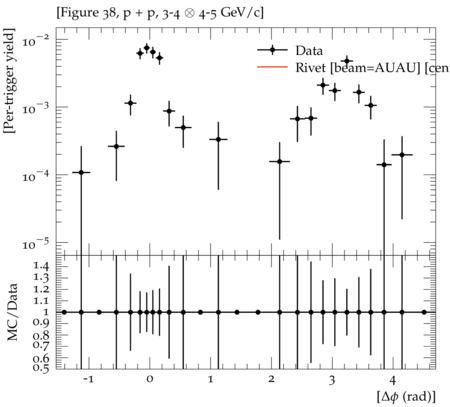 [Figure 38, p + p, 3-4 ⊗ 4-5 GeV/c]
[Per-trigger yield]
10⁻²
10⁻³
10⁻⁴
10⁻⁵
Data
Rivet [beam=AUAU] [cen
MC/Data
1.4
1.3
1.2
1.1
1
0.9
0.8
0.7
0.6
0.5
-1 0 1 2 3 4
[Δϕ (rad)]